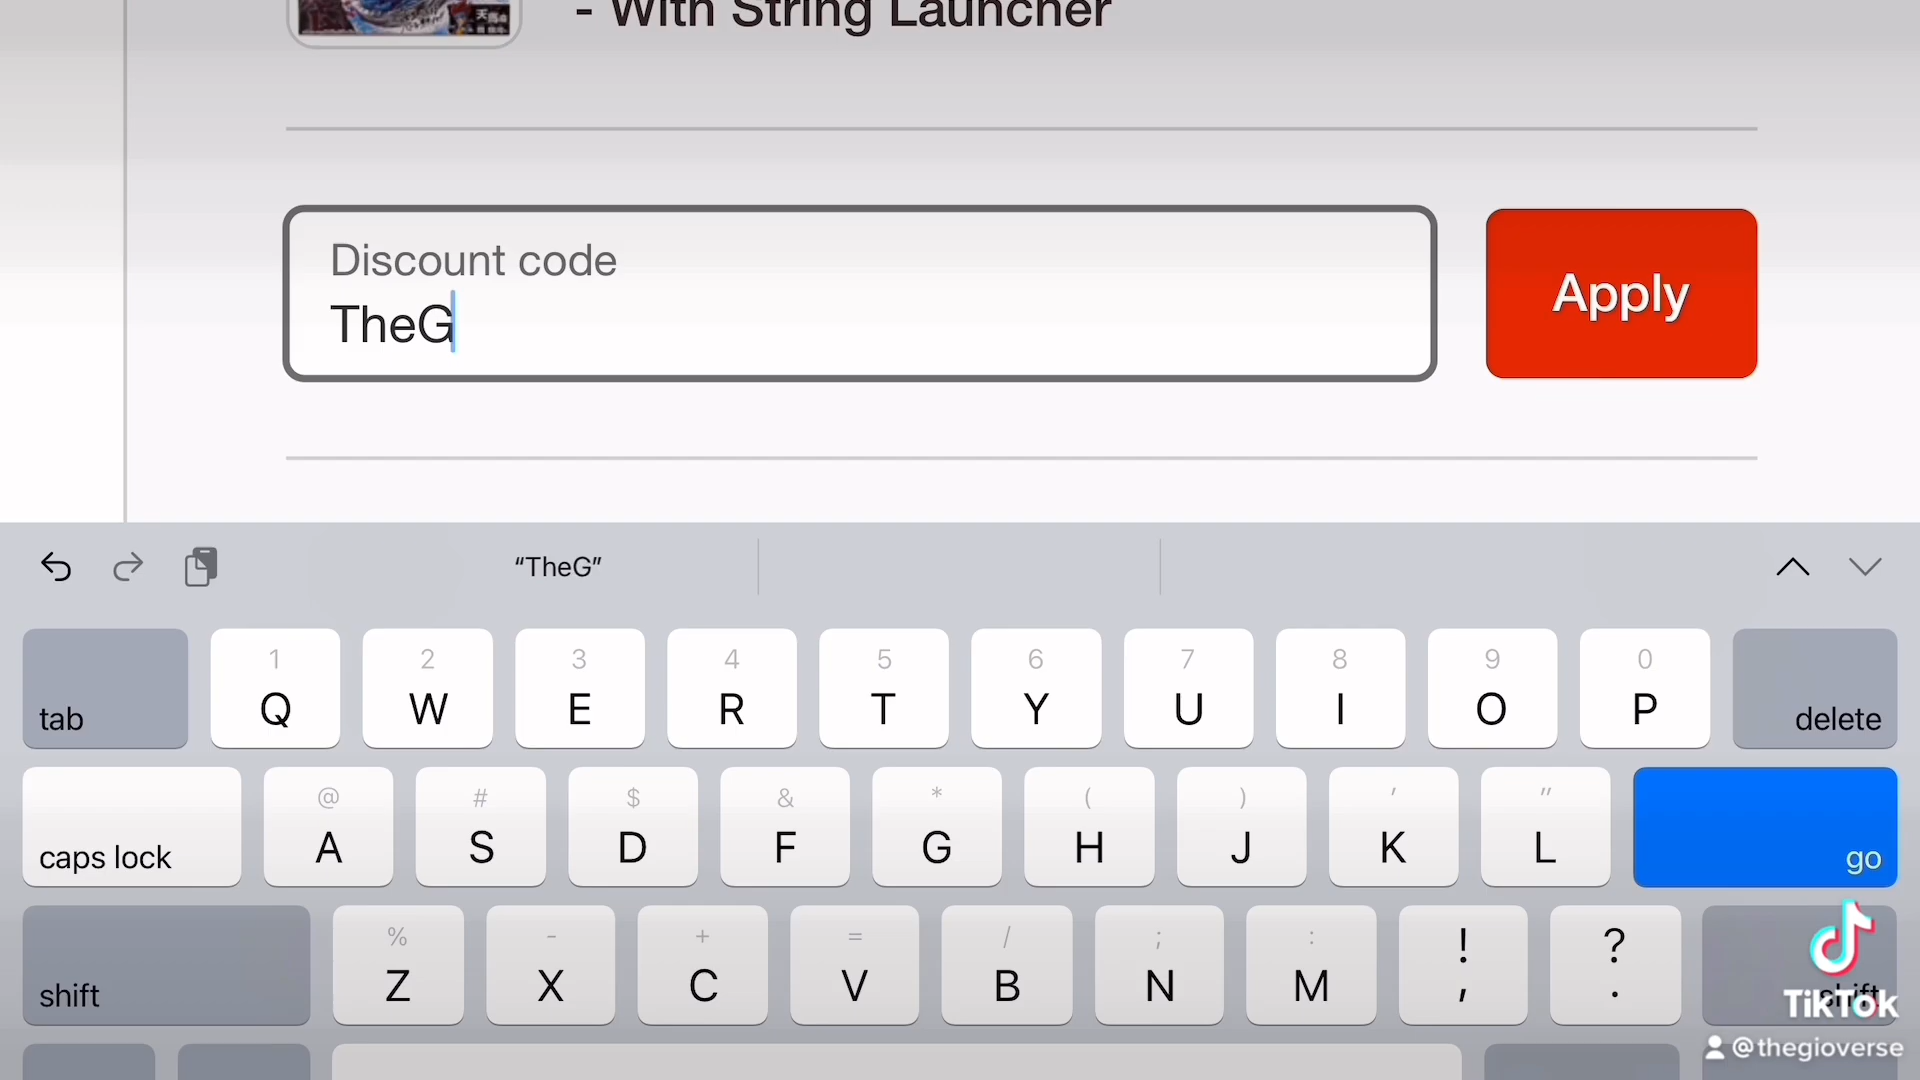 - With String Launcher
Discount code
TheG
Apply
“TheG”
tab
1
Q
2
W
3
E
4
R
5
T
6
Y
7
U
8
I
9
O
0
P
delete
caps lock
@
A
#
S
$
D
&
F
*
G
(
H
)
J
'
K
"
L
go
shift
%
Z
-
X
+
C
=
V
/
B
;
N
:
M
!
,
?
.
shift
TikTok
@thegioverse